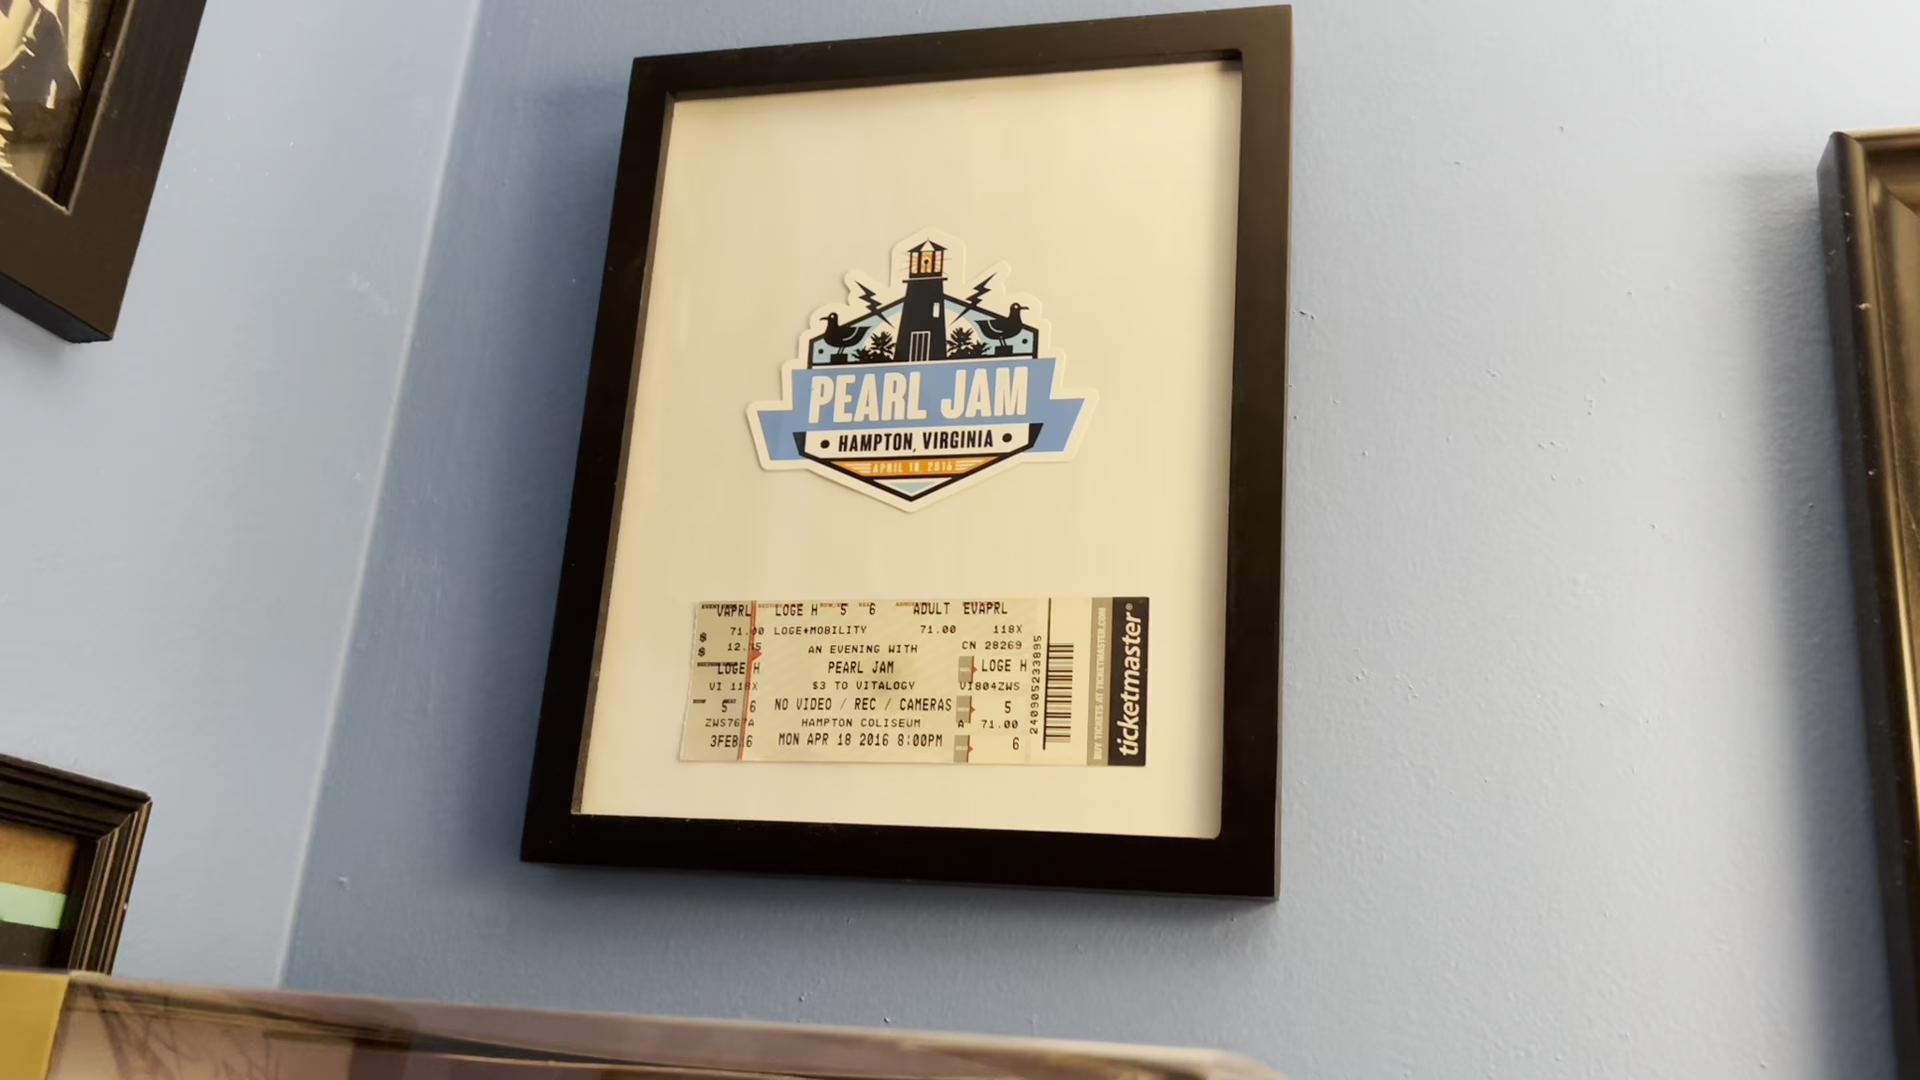 PEARL JAM
HAMPTON, VIRGINIA
APRIL 18 2016
VAPRL LOGE H 5 6 ADULT EVAPRL
$ 71.00 LOGE*MOBILITY 71.00 118X
$ 12.15 AN EVENING WITH CN 28269
LOGE H PEARL JAM LOGE H
VI 118X $3 TO VITALOGY VI804ZWS
5 6 NO VIDEO / REC / CAMERAS 5
ZWS767A HAMPTON COLISEUM A 71.00
3FEB16 MON APR 18 2016 8:00PM 6
240905233895
BUY TICKETS AT TICKETMASTER.COM
ticketmaster®